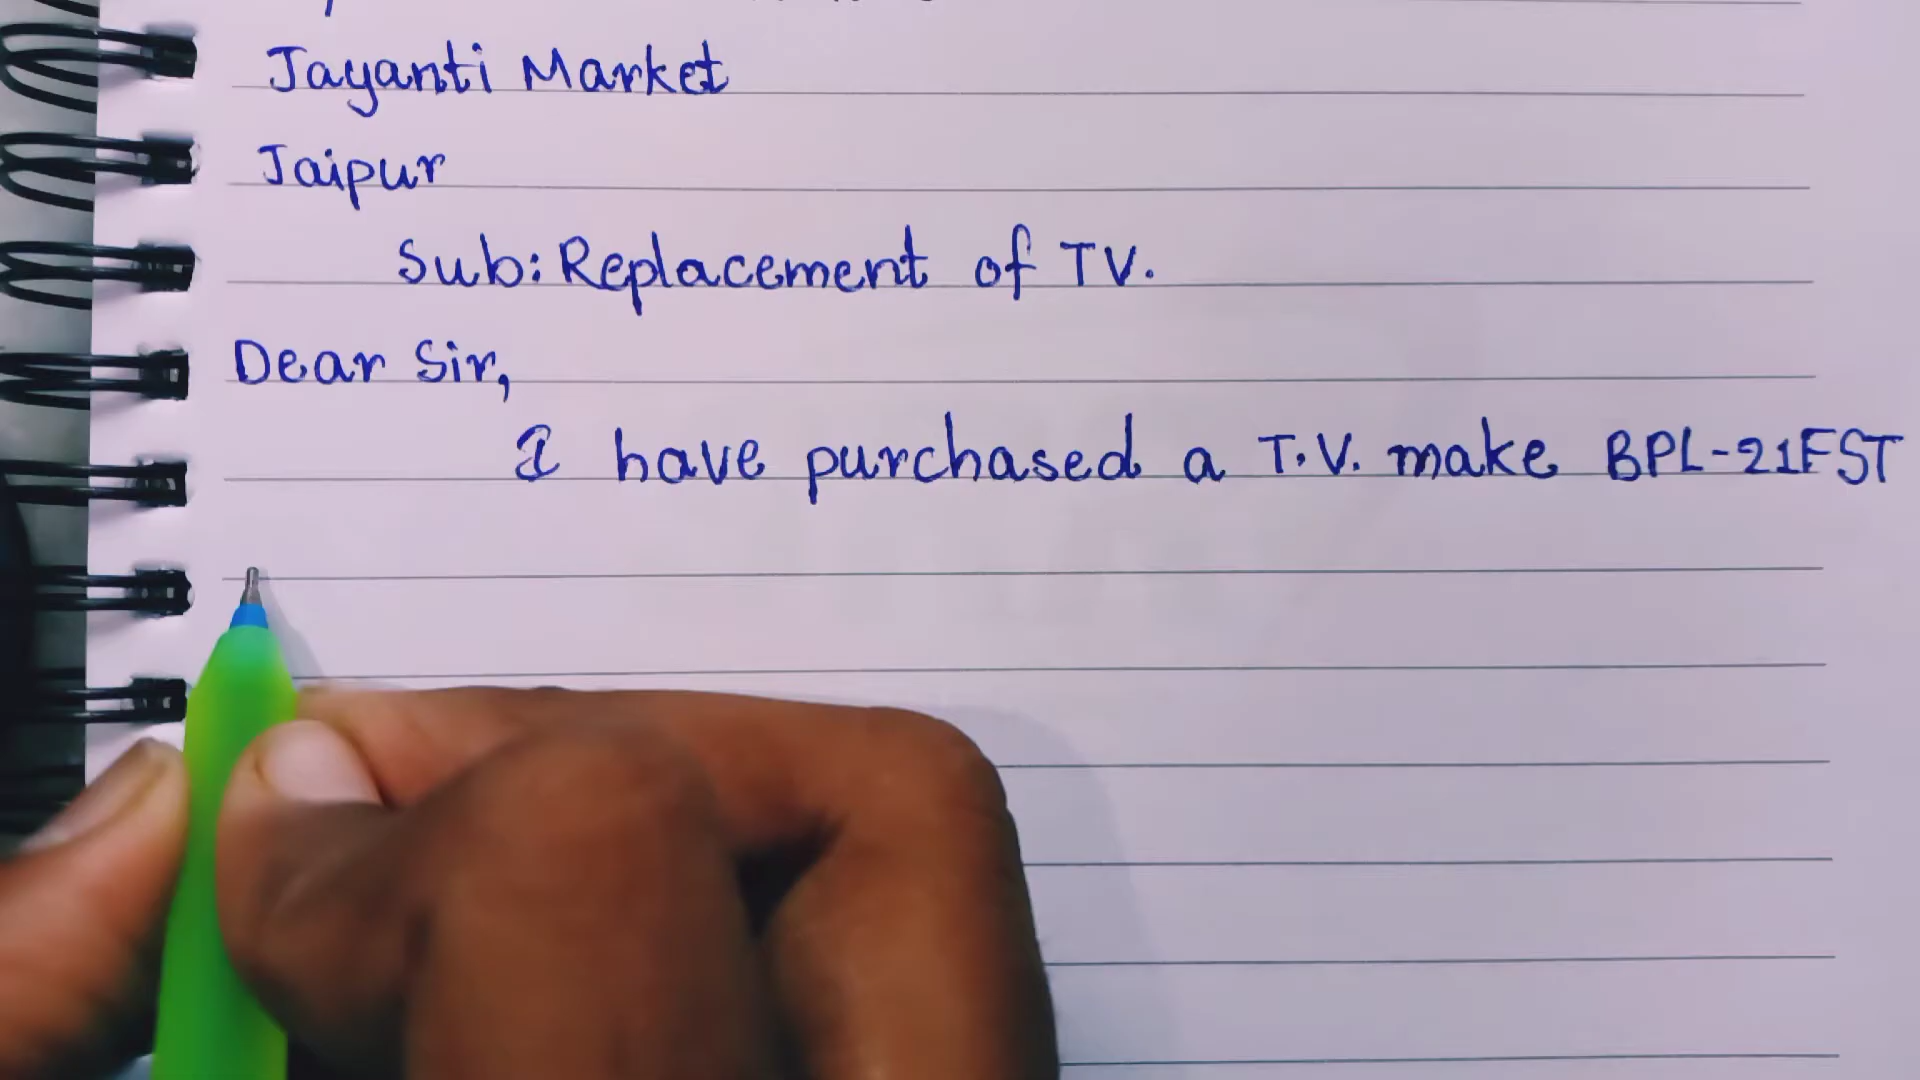 Jayanti Market
Jaipur
Sub: Replacement of TV.
Dear Sir,
I have purchased a T.V. make BPL-21FST